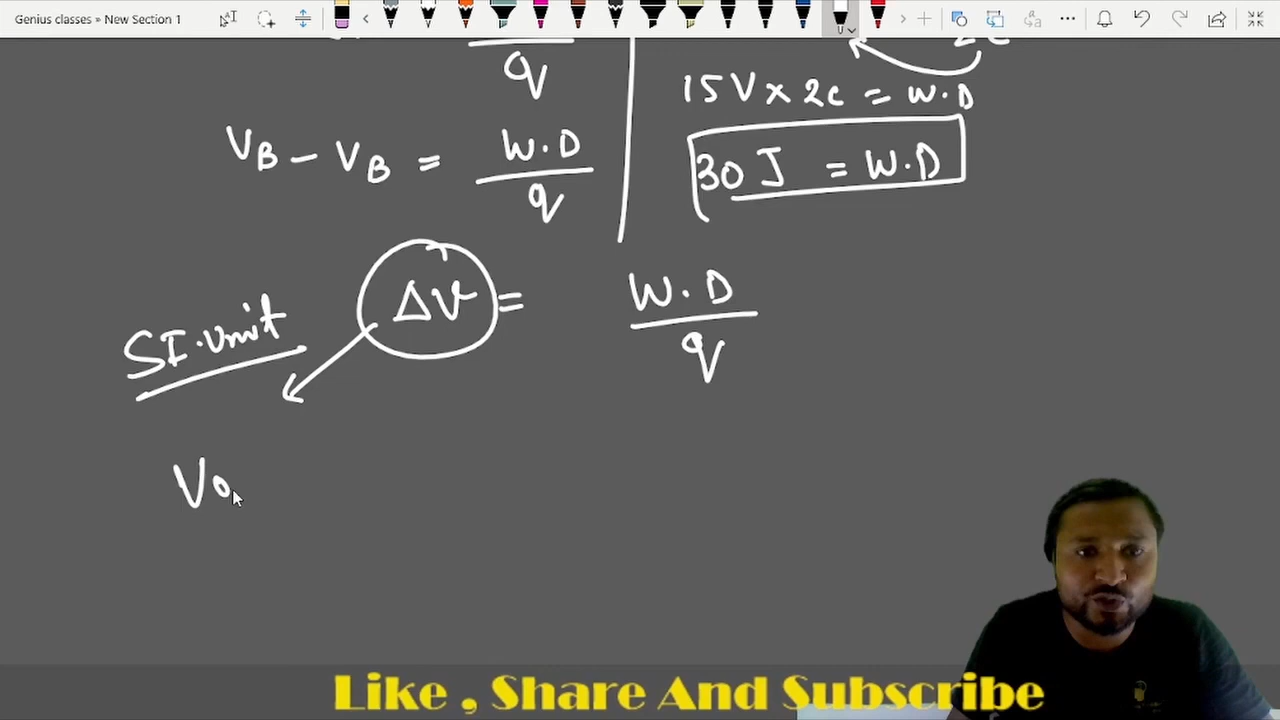 Genius classes » New Section 1
q
15V x 2c = W.D
V_B - V_B = W.D / q
30 J = W.D
SI.unit
ΔV = W.D / q
Vo
Like , Share And Subscribe